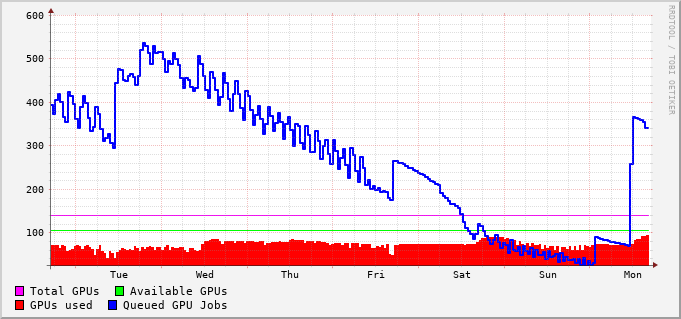 600
500
400
300
200
100
Tue Wed Thu Fri Sat Sun Mon
Total GPUs Available GPUs
GPUs used Queued GPU Jobs
RRDTOOL / TOBI OETIKER